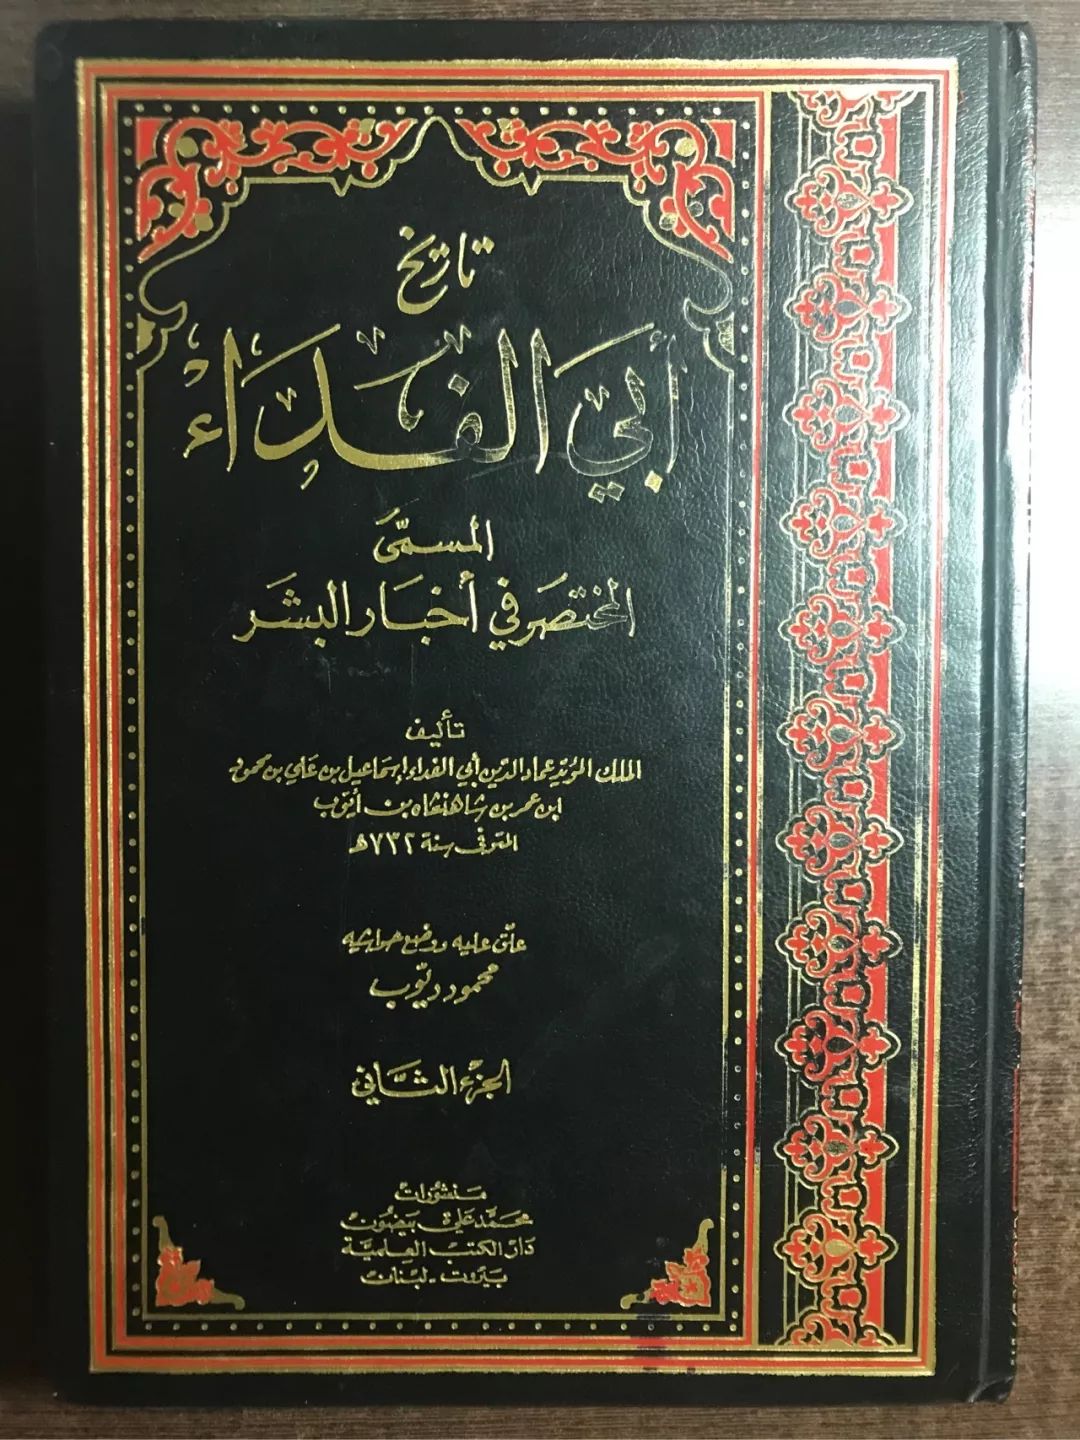 تاريخ
أبي الفداء
المسمى
المختصر في أخبار البشر
تأليف
الملك المؤيد عماد الدين أبي الفداء إسماعيل بن علي بن محمود
ابن عمر بن شاهنشاه بن أيوب
المتوفى سنة ٧٣٢ هـ
علق عليه ووضع حواشيه
محمود ديوب
الجزء الثاني
منشورات
محمد علي بيضون
دار الكتب العلمية
بيروت - لبنان